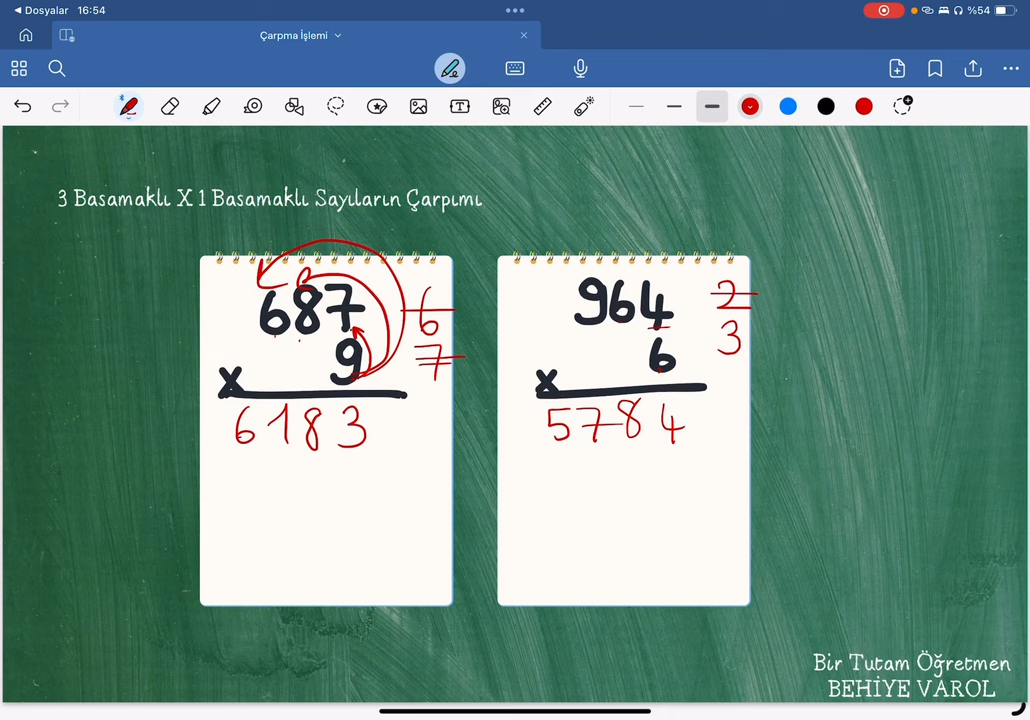 Dosyalar 16:54
%54
Çarpma İşlemi
3 Basamaklı X 1 Basamaklı Sayıların Çarpımı
687
9
x
6183
6
7
964
6
x
5784
2
3
Bir Tutam Öğretmen
BEHİYE VAROL